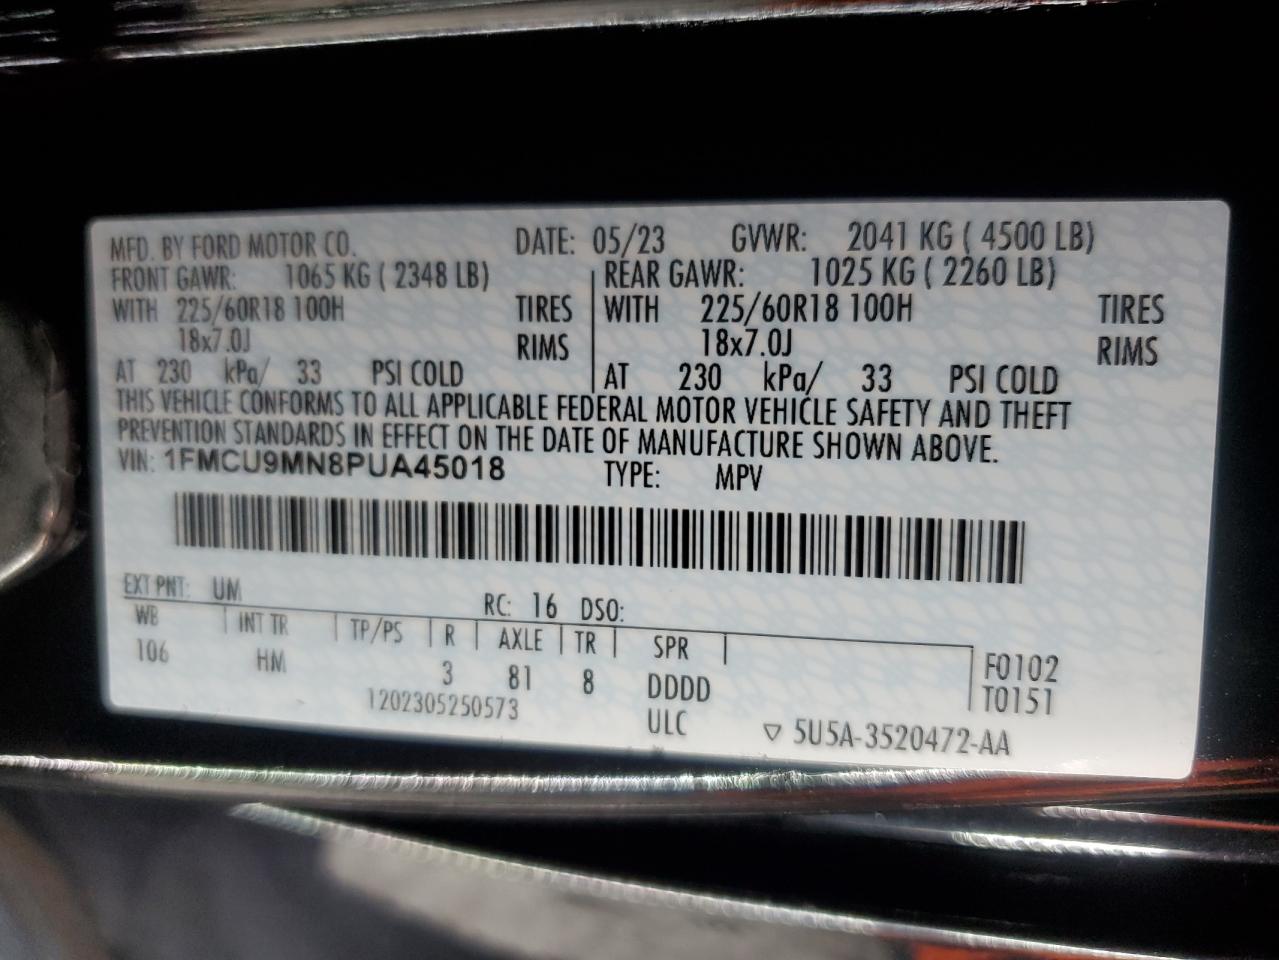 MFD. BY FORD MOTOR CO. DATE: 05/23 GVWR: 2041 KG ( 4500 LB)
FRONT GAWR: 1065 KG ( 2348 LB) REAR GAWR: 1025 KG ( 2260 LB)
WITH 225/60R18 100H TIRES WITH 225/60R18 100H TIRES
18x7.0J RIMS 18x7.0J RIMS
AT 230 kPa/ 33 PSI COLD AT 230 kPa/ 33 PSI COLD
THIS VEHICLE CONFORMS TO ALL APPLICABLE FEDERAL MOTOR VEHICLE SAFETY AND THEFT
PREVENTION STANDARDS IN EFFECT ON THE DATE OF MANUFACTURE SHOWN ABOVE.
VIN: 1FMCU9MN8PUA45018 TYPE: MPV
EXT PNT: UM RC: 16 DSO:
WB INT TR TP/PS R AXLE TR SPR
106 HM 3 81 8 DDDD F0102
1202305250573 ULC T0151
▽ 5U5A-3520472-AA